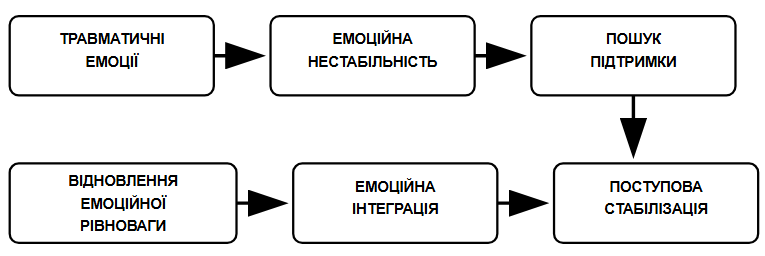 ТРАВМАТИЧНІ
ЕМОЦІЇ
ЕМОЦІЙНА
НЕСТАБІЛЬНІСТЬ
ПОШУК
ПІДТРИМКИ
ВІДНОВЛЕННЯ
ЕМОЦІЙНОЇ
РІВНОВАГИ
ЕМОЦІЙНА
ІНТЕГРАЦІЯ
ПОСТУПОВА
СТАБІЛІЗАЦІЯ